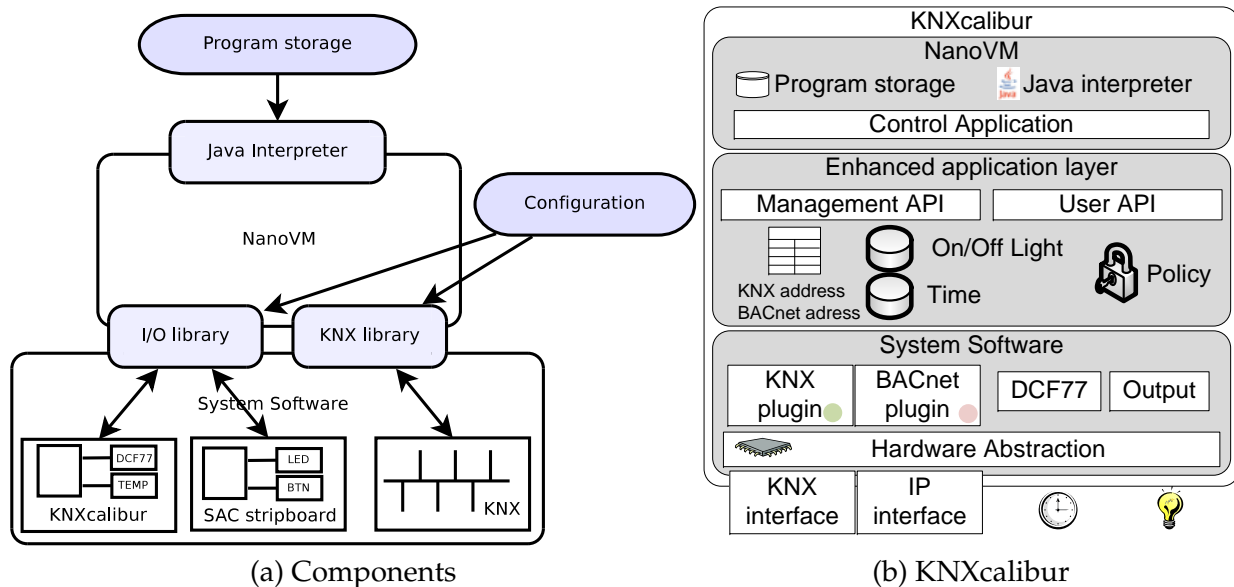 Program storage
Java Interpreter
Configuration
NanoVM
I/O library
KNX library
System Software
DCF77
TEMP
KNXcalibur
LED
BTN
SAC stripboard
KNX
(a) Components
KNXcalibur
NanoVM
Program storage
Java
Java interpreter
Control Application
Enhanced application layer
Management API
User API
KNX address
BACnet adress
On/Off Light
Time
Policy
System Software
KNX
plugin
BACnet
plugin
DCF77
Output
Hardware Abstraction
KNX
interface
IP
interface
(b) KNXcalibur